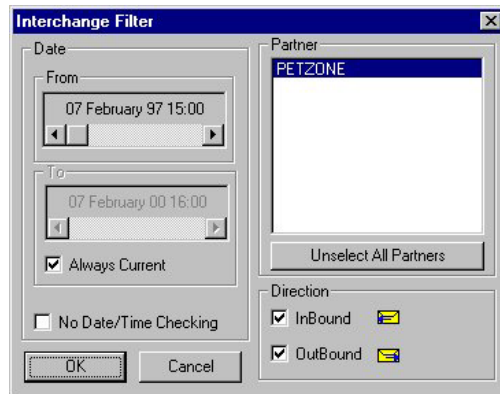 Interchange Filter
Date
From
07 February 97 15:00
To
07 February 00 16:00
Always Current
No Date/Time Checking
OK
Cancel
Partner
PETZONE
Unselect All Partners
Direction
InBound
OutBound